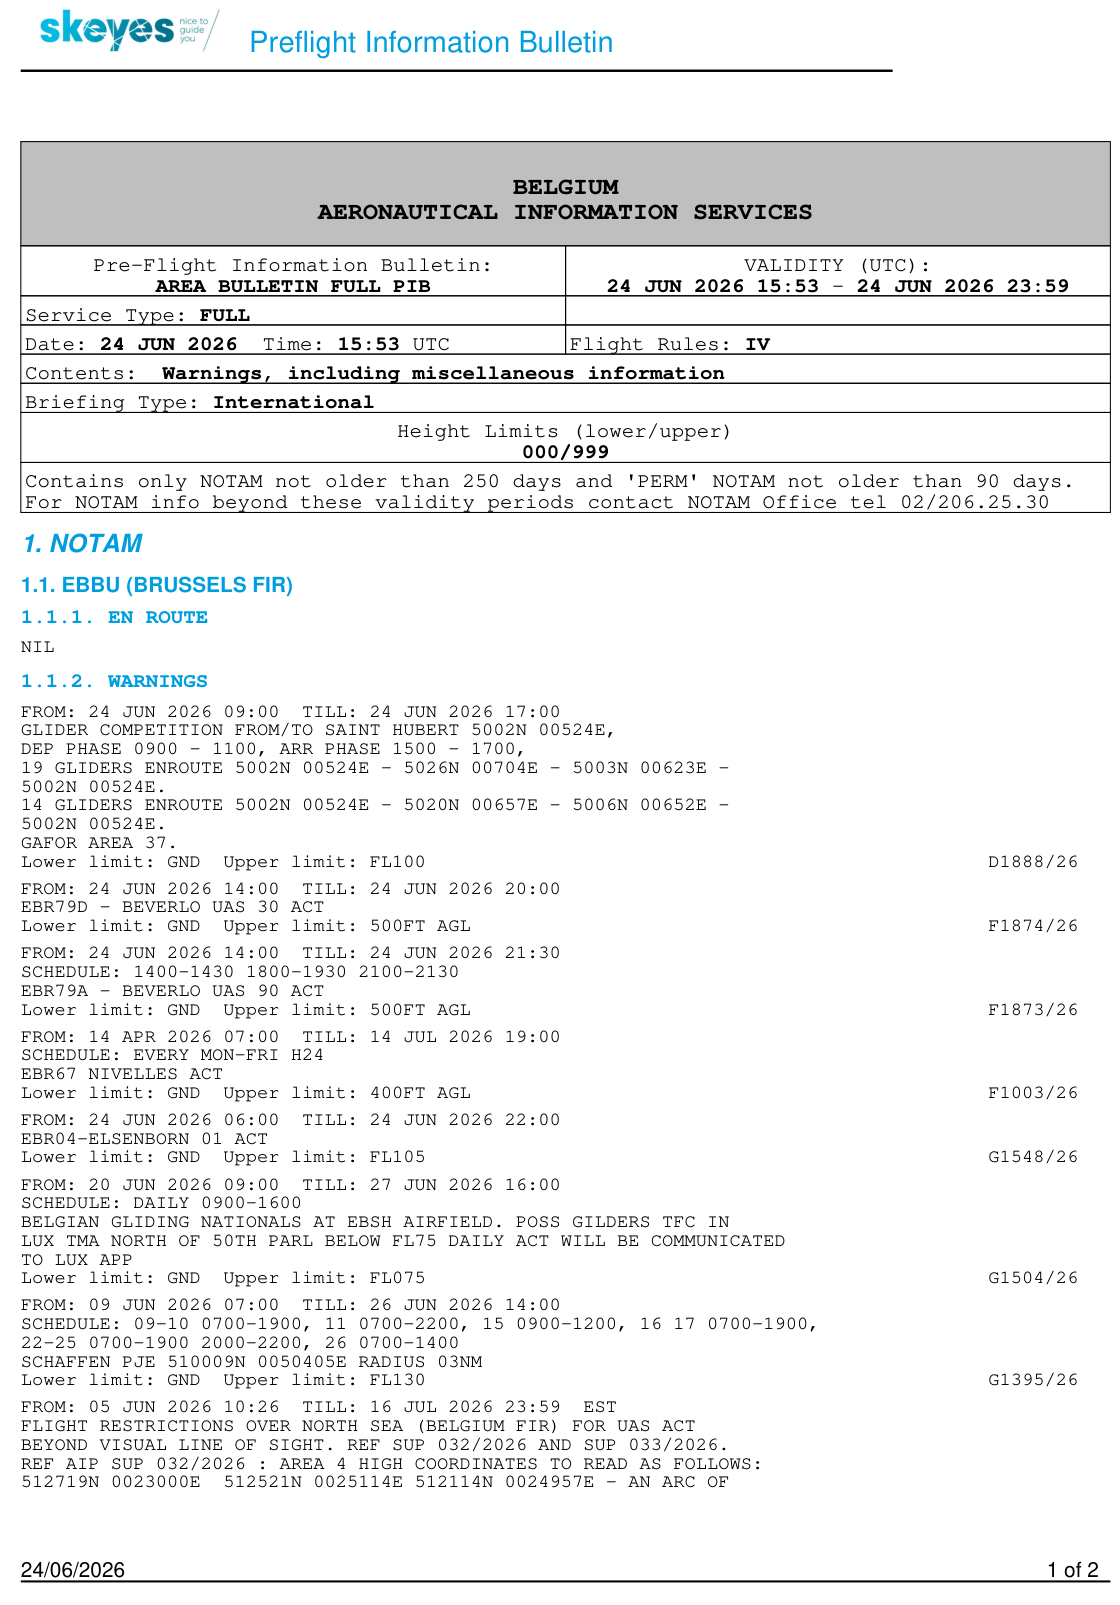 skeyes nice to guide you
Preflight Information Bulletin
BELGIUM
AERONAUTICAL INFORMATION SERVICES
Pre-Flight Information Bulletin:
AREA BULLETIN FULL PIB
VALIDITY (UTC):
24 JUN 2026 15:53 - 24 JUN 2026 23:59
Service Type: FULL
Date: 24 JUN 2026  Time: 15:53 UTC
Flight Rules: IV
Contents:  Warnings, including miscellaneous information
Briefing Type: International
Height Limits (lower/upper)
000/999
Contains only NOTAM not older than 250 days and 'PERM' NOTAM not older than 90 days.
For NOTAM info beyond these validity periods contact NOTAM Office tel 02/206.25.30
1. NOTAM
1.1. EBBU (BRUSSELS FIR)
1.1.1. EN ROUTE
NIL
1.1.2. WARNINGS
FROM: 24 JUN 2026 09:00  TILL: 24 JUN 2026 17:00
GLIDER COMPETITION FROM/TO SAINT HUBERT 5002N 00524E,
DEP PHASE 0900 - 1100, ARR PHASE 1500 - 1700,
19 GLIDERS ENROUTE 5002N 00524E - 5026N 00704E - 5003N 00623E -
5002N 00524E.
14 GLIDERS ENROUTE 5002N 00524E - 5020N 00657E - 5006N 00652E -
5002N 00524E.
GAFOR AREA 37.
Lower limit: GND  Upper limit: FL100 D1888/26
FROM: 24 JUN 2026 14:00  TILL: 24 JUN 2026 20:00
EBR79D - BEVERLO UAS 30 ACT
Lower limit: GND  Upper limit: 500FT AGL F1874/26
FROM: 24 JUN 2026 14:00  TILL: 24 JUN 2026 21:30
SCHEDULE: 1400-1430 1800-1930 2100-2130
EBR79A - BEVERLO UAS 90 ACT
Lower limit: GND  Upper limit: 500FT AGL F1873/26
FROM: 14 APR 2026 07:00  TILL: 14 JUL 2026 19:00
SCHEDULE: EVERY MON-FRI H24
EBR67 NIVELLES ACT
Lower limit: GND  Upper limit: 400FT AGL F1003/26
FROM: 24 JUN 2026 06:00  TILL: 24 JUN 2026 22:00
EBR04-ELSENBORN 01 ACT
Lower limit: GND  Upper limit: FL105 G1548/26
FROM: 20 JUN 2026 09:00  TILL: 27 JUN 2026 16:00
SCHEDULE: DAILY 0900-1600
BELGIAN GLIDING NATIONALS AT EBSH AIRFIELD. POSS GILDERS TFC IN
LUX TMA NORTH OF 50TH PARL BELOW FL75 DAILY ACT WILL BE COMMUNICATED
TO LUX APP
Lower limit: GND  Upper limit: FL075 G1504/26
FROM: 09 JUN 2026 07:00  TILL: 26 JUN 2026 14:00
SCHEDULE: 09-10 0700-1900, 11 0700-2200, 15 0900-1200, 16 17 0700-1900,
22-25 0700-1900 2000-2200, 26 0700-1400
SCHAFFEN PJE 510009N 0050405E RADIUS 03NM
Lower limit: GND  Upper limit: FL130 G1395/26
FROM: 05 JUN 2026 10:26  TILL: 16 JUL 2026 23:59  EST
FLIGHT RESTRICTIONS OVER NORTH SEA (BELGIUM FIR) FOR UAS ACT
BEYOND VISUAL LINE OF SIGHT. REF SUP 032/2026 AND SUP 033/2026.
REF AIP SUP 032/2026 : AREA 4 HIGH COORDINATES TO READ AS FOLLOWS:
512719N 0023000E  512521N 0025114E 512114N 0024957E - AN ARC OF
24/06/2026
1 of 2